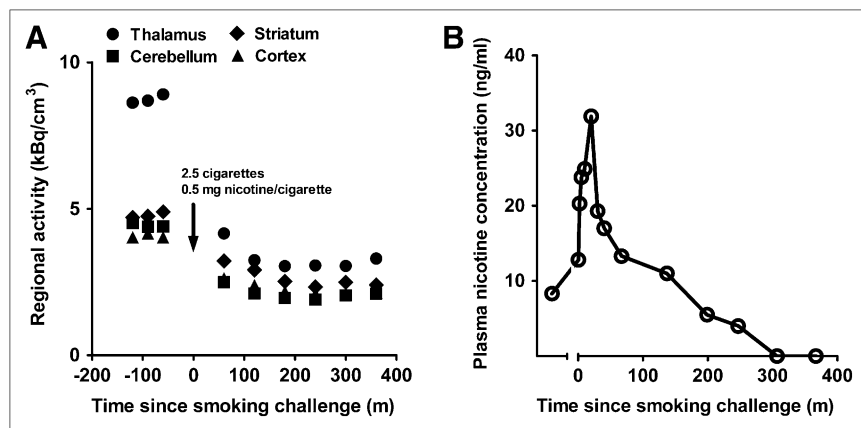 A
● Thalamus ◆ Striatum
■ Cerebellum ▲ Cortex
Regional activity (kBq/cm³)
10
5
0
2.5 cigarettes
0.5 mg nicotine/cigarette
-200 -100 0 100 200 300 400
Time since smoking challenge (m)
B
Plasma nicotine concentration (ng/ml)
40
30
20
10
0 100 200 300 400
Time since smoking challenge (m)